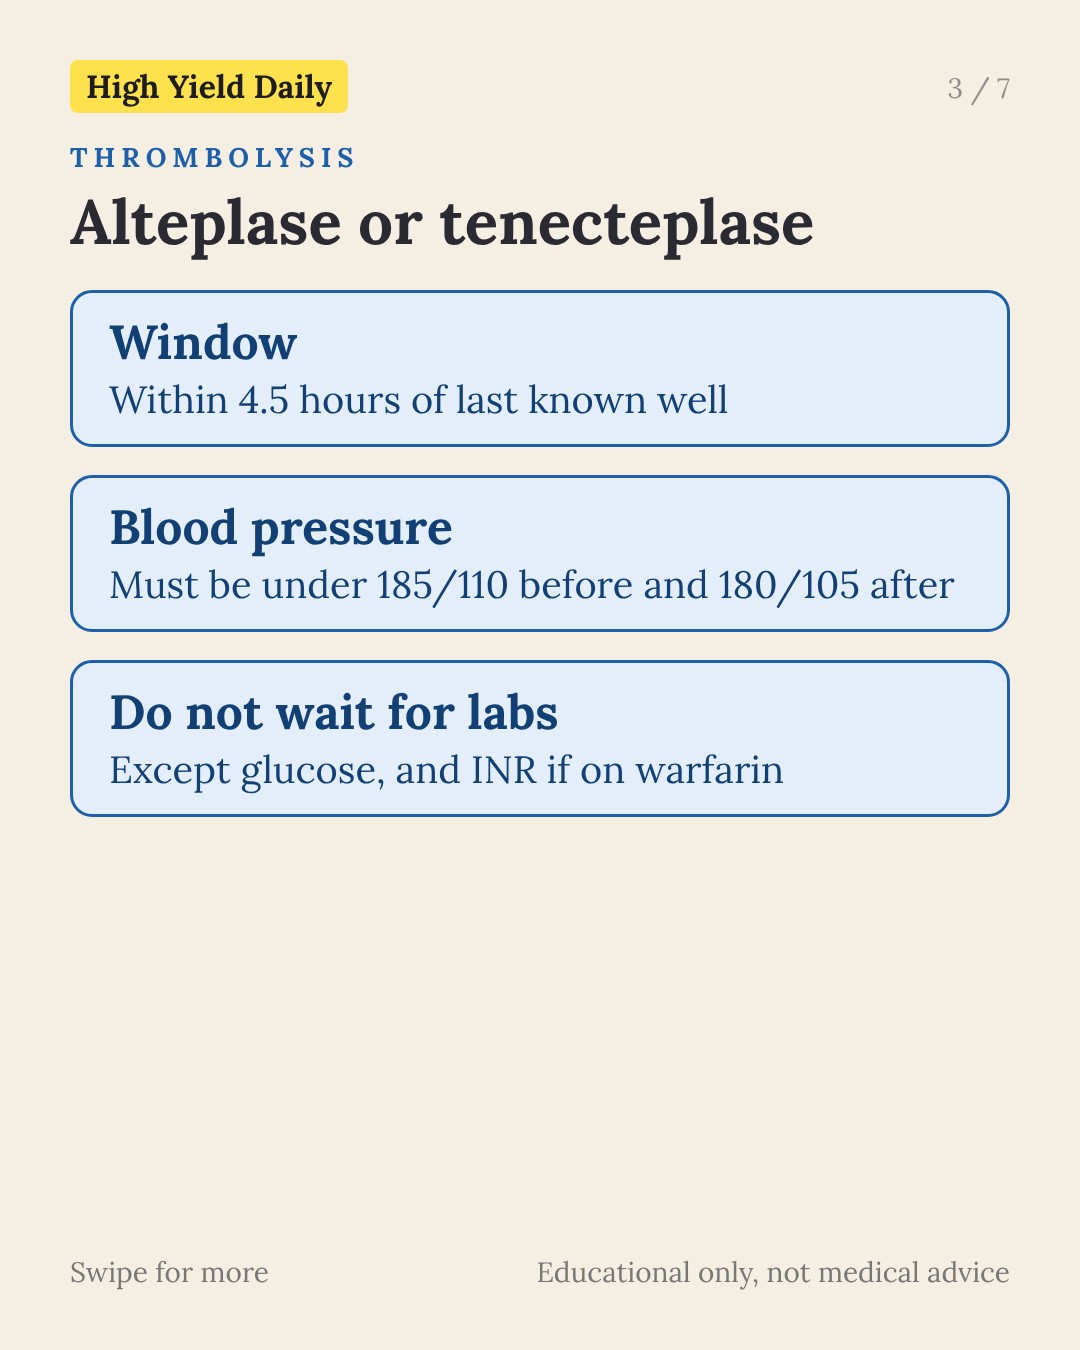 High Yield Daily
3 / 7
THROMBOLYSIS
Alteplase or tenecteplase
Window
Within 4.5 hours of last known well
Blood pressure
Must be under 185/110 before and 180/105 after
Do not wait for labs
Except glucose, and INR if on warfarin
Swipe for more
Educational only, not medical advice